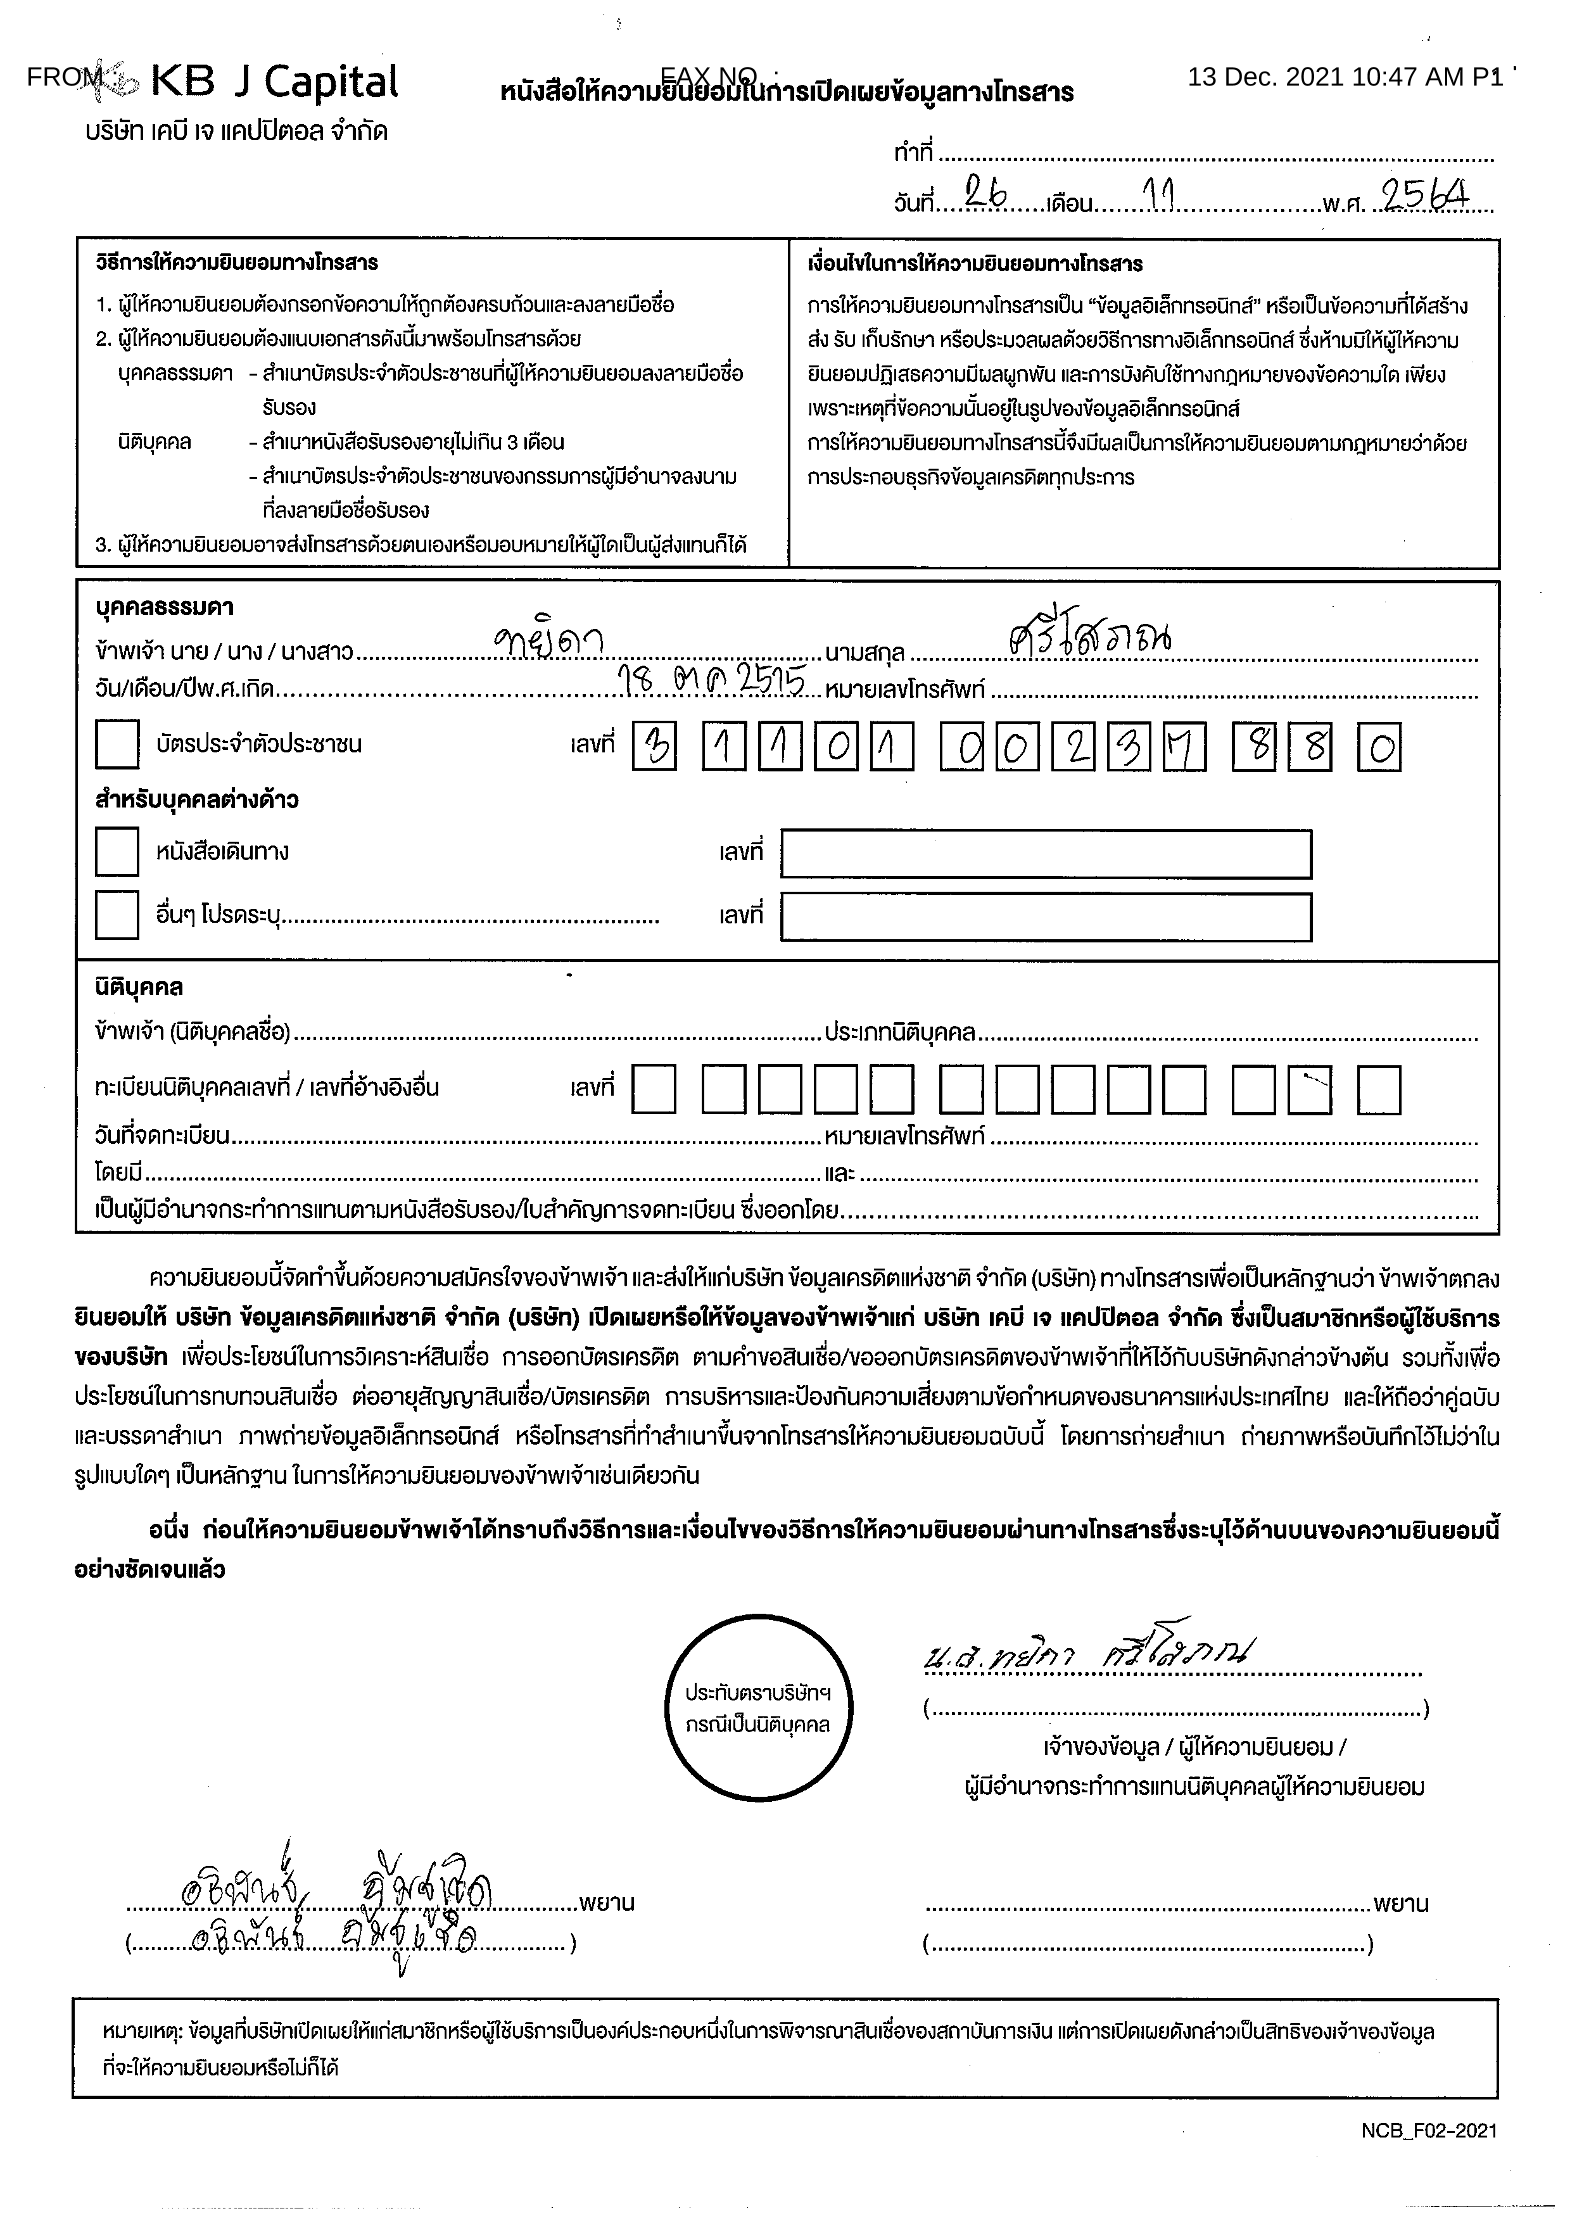 FROM : KB J Capital
FAX NO. :
13 Dec. 2021 10:47 AM P1
หนังสือให้ความยินยอมในการเปิดเผยข้อมูลทางโทรสาร
บริษัท เคบี เจ แคปปิตอล จำกัด
ทำที่
วันที่ 26 เดือน 11 พ.ศ. 2564
วิธีการให้ความยินยอมทางโทรสาร
1. ผู้ให้ความยินยอมต้องกรอกข้อความให้ถูกต้องครบถ้วนและลงลายมือชื่อ
2. ผู้ให้ความยินยอมต้องแนบเอกสารดังนี้มาพร้อมโทรสารด้วย
บุคคลธรรมดา - สำเนาบัตรประจำตัวประชาชนที่ผู้ให้ความยินยอมลงลายมือชื่อ
รับรอง
นิติบุคคล - สำเนาหนังสือรับรองอายุไม่เกิน 3 เดือน
- สำเนาบัตรประจำตัวประชาชนของกรรมการผู้มีอำนาจลงนาม
ที่ลงลายมือชื่อรับรอง
3. ผู้ให้ความยินยอมอาจส่งโทรสารด้วยตนเองหรือมอบหมายให้ผู้ใดเป็นผู้ส่งแทนก็ได้
เงื่อนไขในการให้ความยินยอมทางโทรสาร
การให้ความยินยอมทางโทรสารเป็น “ข้อมูลอิเล็กทรอนิกส์” หรือเป็นข้อความที่ได้สร้าง
ส่ง รับ เก็บรักษา หรือประมวลผลด้วยวิธีการทางอิเล็กทรอนิกส์ ซึ่งห้ามมิให้ผู้ให้ความ
ยินยอมปฏิเสธความมีผลผูกพัน และการบังคับใช้ทางกฎหมายของข้อความใด เพียง
เพราะเหตุที่ข้อความนั้นอยู่ในรูปของข้อมูลอิเล็กทรอนิกส์
การให้ความยินยอมทางโทรสารนี้จึงมีผลเป็นการให้ความยินยอมตามกฎหมายว่าด้วย
การประกอบธุรกิจข้อมูลเครดิตทุกประการ
บุคคลธรรมดา
ข้าพเจ้า นาย / นาง / นางสาว ทยิดา นามสกุล ศรีโสภณ
วัน/เดือน/ปีพ.ศ.เกิด 18 ตค 2515 หมายเลขโทรศัพท์
บัตรประจำตัวประชาชน เลขที่ 3 1101 00237 88 0
สำหรับบุคคลต่างด้าว
หนังสือเดินทาง เลขที่
อื่นๆ โปรดระบุ เลขที่
นิติบุคคล
ข้าพเจ้า (นิติบุคคลชื่อ) ประเภทนิติบุคคล
ทะเบียนนิติบุคคลเลขที่ / เลขที่อ้างอิงอื่น เลขที่
วันที่จดทะเบียน หมายเลขโทรศัพท์
โดยมี และ
เป็นผู้มีอำนาจกระทำการแทนตามหนังสือรับรอง/ใบสำคัญการจดทะเบียน ซึ่งออกโดย
ความยินยอมนี้จัดทำขึ้นด้วยความสมัครใจของข้าพเจ้า และส่งให้แก่บริษัท ข้อมูลเครดิตแห่งชาติ จำกัด (บริษัท) ทางโทรสารเพื่อเป็นหลักฐานว่า ข้าพเจ้าตกลง
ยินยอมให้ บริษัท ข้อมูลเครดิตแห่งชาติ จำกัด (บริษัท) เปิดเผยหรือให้ข้อมูลของข้าพเจ้าแก่ บริษัท เคบี เจ แคปปิตอล จำกัด ซึ่งเป็นสมาชิกหรือผู้ใช้บริการ
ของบริษัท เพื่อประโยชน์ในการวิเคราะห์สินเชื่อ การออกบัตรเครดิต ตามคำขอสินเชื่อ/ขอออกบัตรเครดิตของข้าพเจ้าที่ให้ไว้กับบริษัทดังกล่าวข้างต้น รวมทั้งเพื่อ
ประโยชน์ในการทบทวนสินเชื่อ ต่ออายุสัญญาสินเชื่อ/บัตรเครดิต การบริหารและป้องกันความเสี่ยงตามข้อกำหนดของธนาคารแห่งประเทศไทย และให้ถือว่าคู่ฉบับ
และบรรดาสำเนา ภาพถ่ายข้อมูลอิเล็กทรอนิกส์ หรือโทรสารที่ทำสำเนาขึ้นจากโทรสารให้ความยินยอมฉบับนี้ โดยการถ่ายสำเนา ถ่ายภาพหรือบันทึกไว้ไม่ว่าใน
รูปแบบใดๆ เป็นหลักฐาน ในการให้ความยินยอมของข้าพเจ้าเช่นเดียวกัน
อนึ่ง ก่อนให้ความยินยอมข้าพเจ้าได้ทราบถึงวิธีการและเงื่อนไขของวิธีการให้ความยินยอมผ่านทางโทรสารซึ่งระบุไว้ด้านบนของความยินยอมนี้
อย่างชัดเจนแล้ว
ประทับตราบริษัทฯ
กรณีเป็นนิติบุคคล
น.ส. ทยิดา ศรีโสภณ
( )
เจ้าของข้อมูล / ผู้ให้ความยินยอม /
ผู้มีอำนาจกระทำการแทนนิติบุคคลผู้ให้ความยินยอม
อธิพันธ์ พยาน
( อธิพันธ์ )
พยาน
( )
หมายเหตุ: ข้อมูลที่บริษัทเปิดเผยให้แก่สมาชิกหรือผู้ใช้บริการเป็นองค์ประกอบหนึ่งในการพิจารณาสินเชื่อของสถาบันการเงิน แต่การเปิดเผยดังกล่าวเป็นสิทธิของเจ้าของข้อมูล
ที่จะให้ความยินยอมหรือไม่ก็ได้
NCB_F02-2021